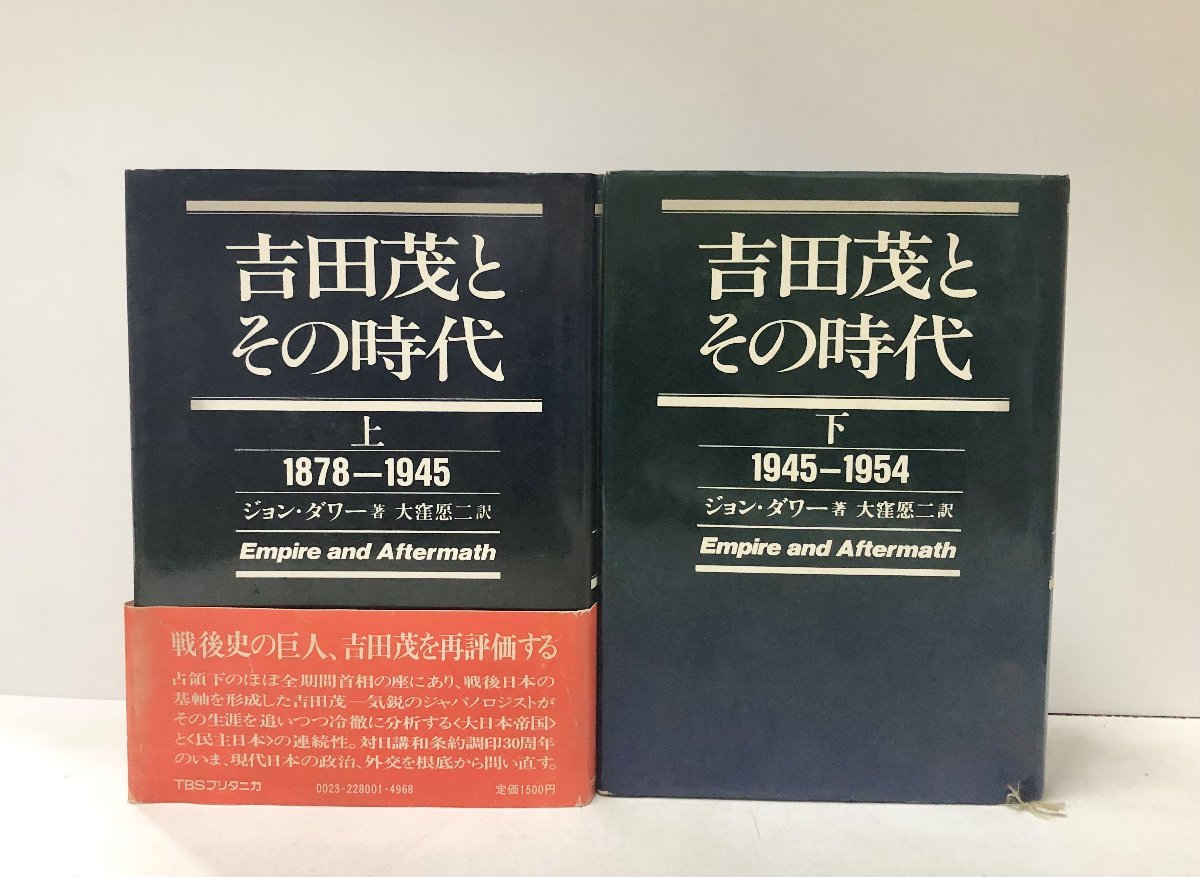 吉田茂と
その時代
上
1878—1945
ジョン・ダワー著 大窪愿二訳
Empire and Aftermath
戦後史の巨人、吉田茂を再評価する
占領下のほぼ全期間首相の座にあり、戦後日本の
基軸を形成した吉田茂—気鋭のジャパノロジストが
その生涯を追いつつ冷徹に分析する〈大日本帝国〉
と〈民主日本〉の連続性。対日講和条約調印30周年
のいま、現代日本の政治、外交を根底から問い直す。
TBSブリタニカ 0023-228001-4968 定価1500円
吉田茂と
その時代
下
1945–1954
ジョン・ダワー著 大窪愿二訳
Empire and Aftermath